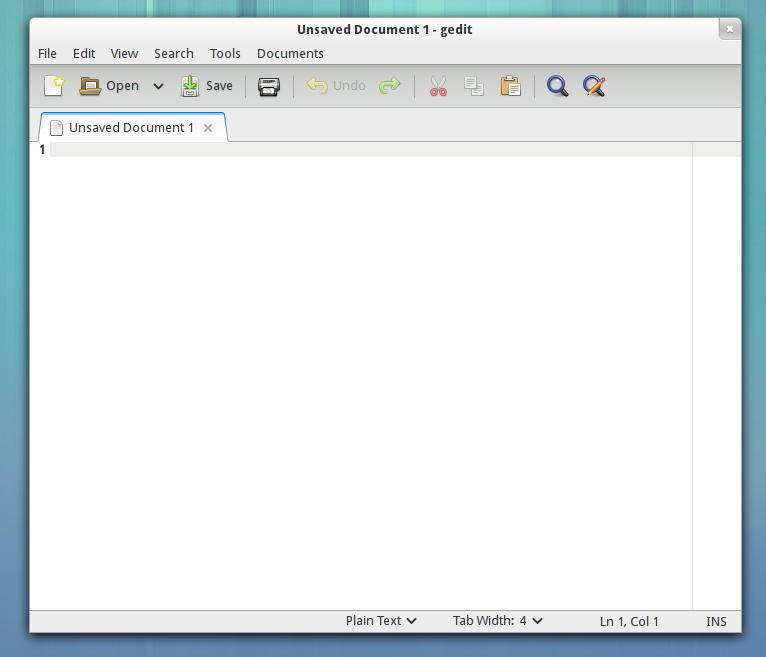 Unsaved Document 1 - gedit
File Edit View Search Tools Documents
Open Save Undo
Unsaved Document 1
1
Plain Text Tab Width: 4 Ln 1, Col 1 INS